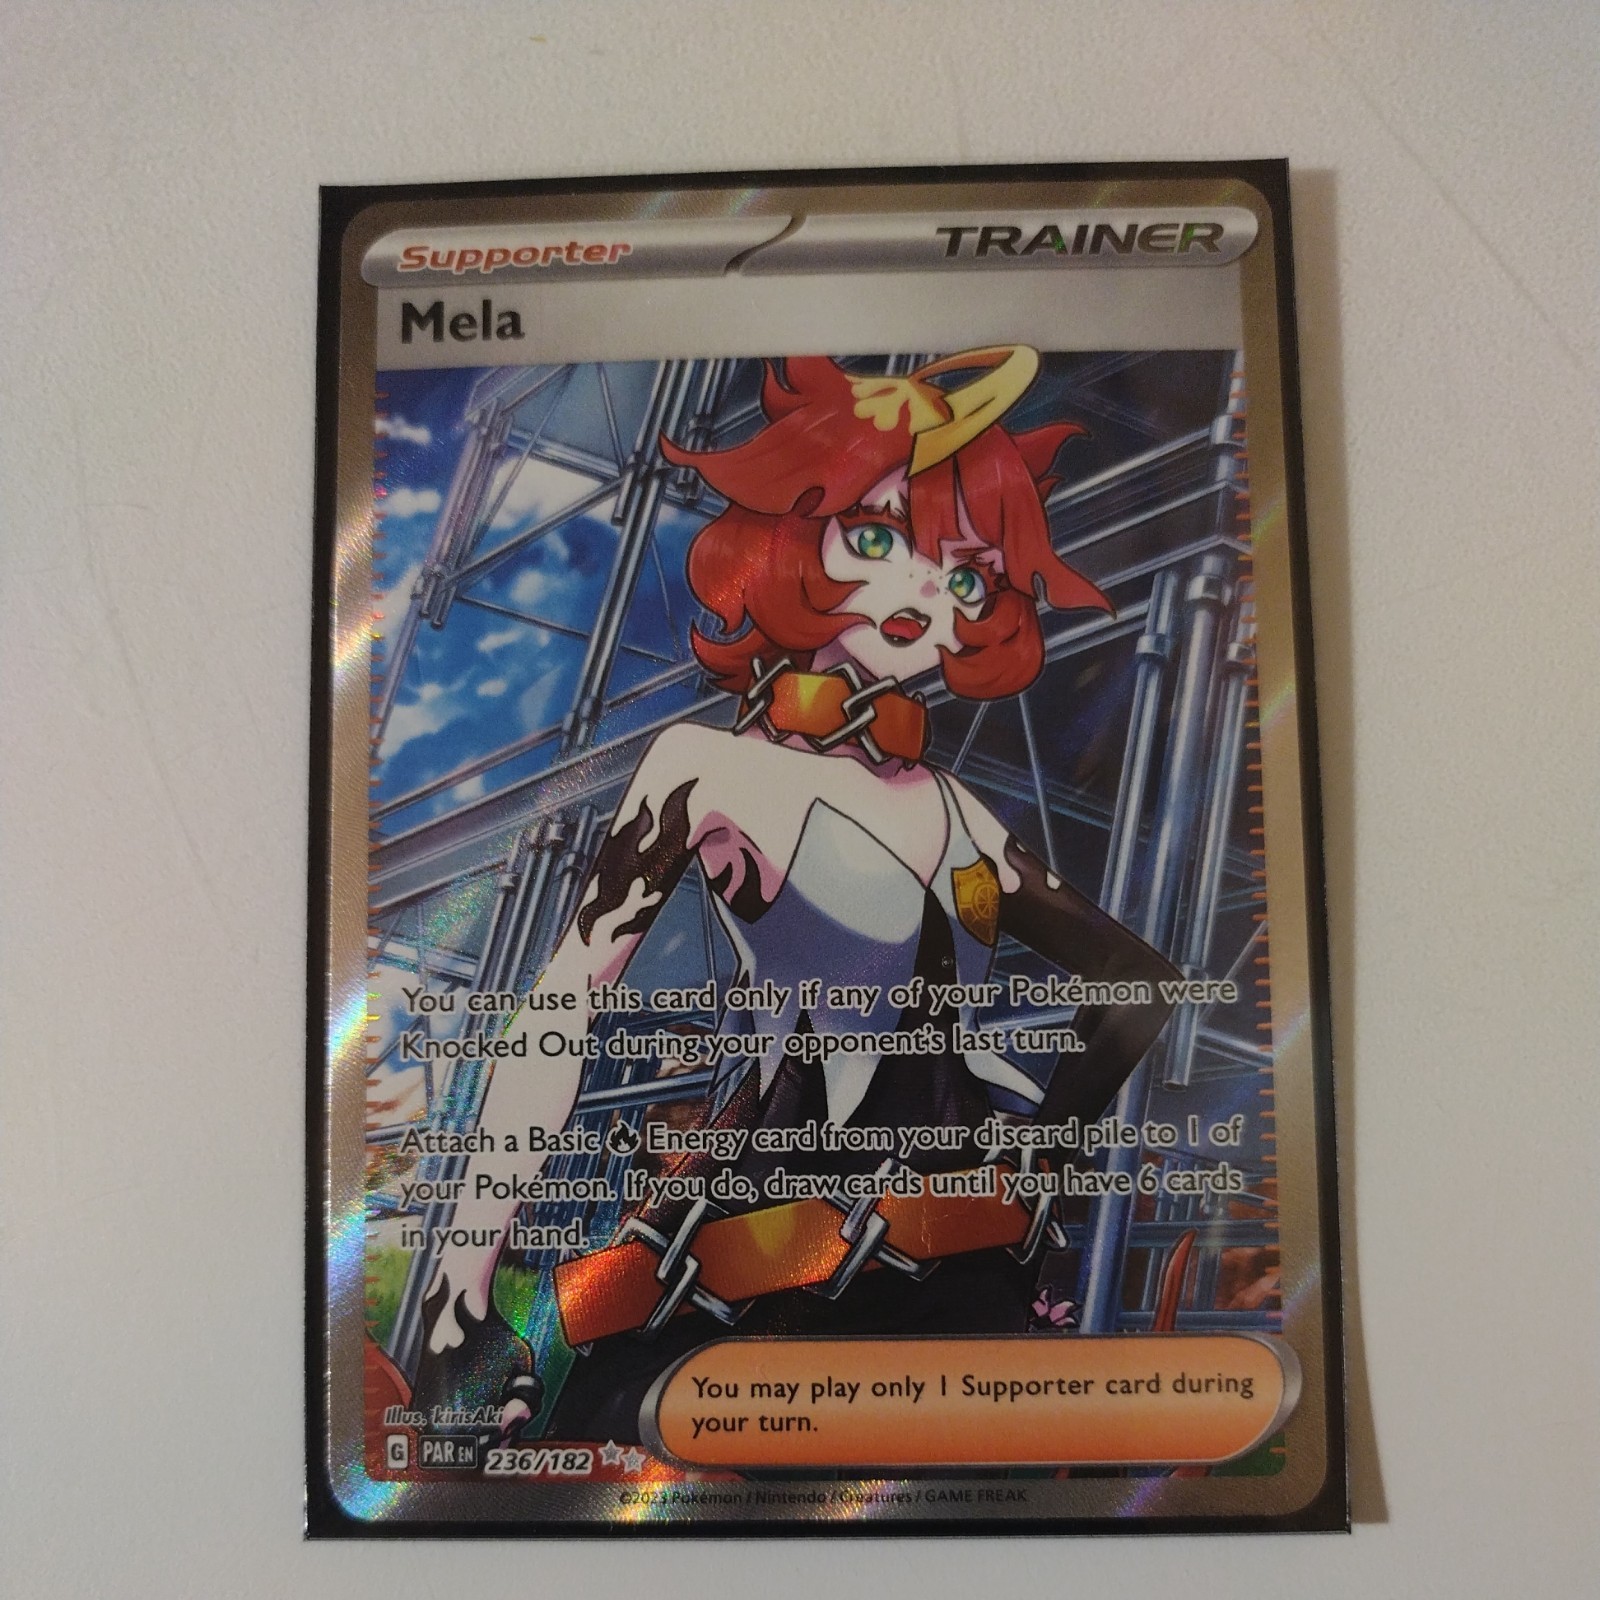 Supporter TRAINER
Mela
You can use this card only if any of your Pokémon were
Knocked Out during your opponent's last turn.
Attach a Basic Energy card from your discard pile to 1 of
your Pokémon. If you do, draw cards until you have 6 cards
in your hand.
You may play only 1 Supporter card during
your turn.
Illus. kirisAki
G PAR EN 236/182
©2023 Pokémon / Nintendo / Creatures / GAME FREAK